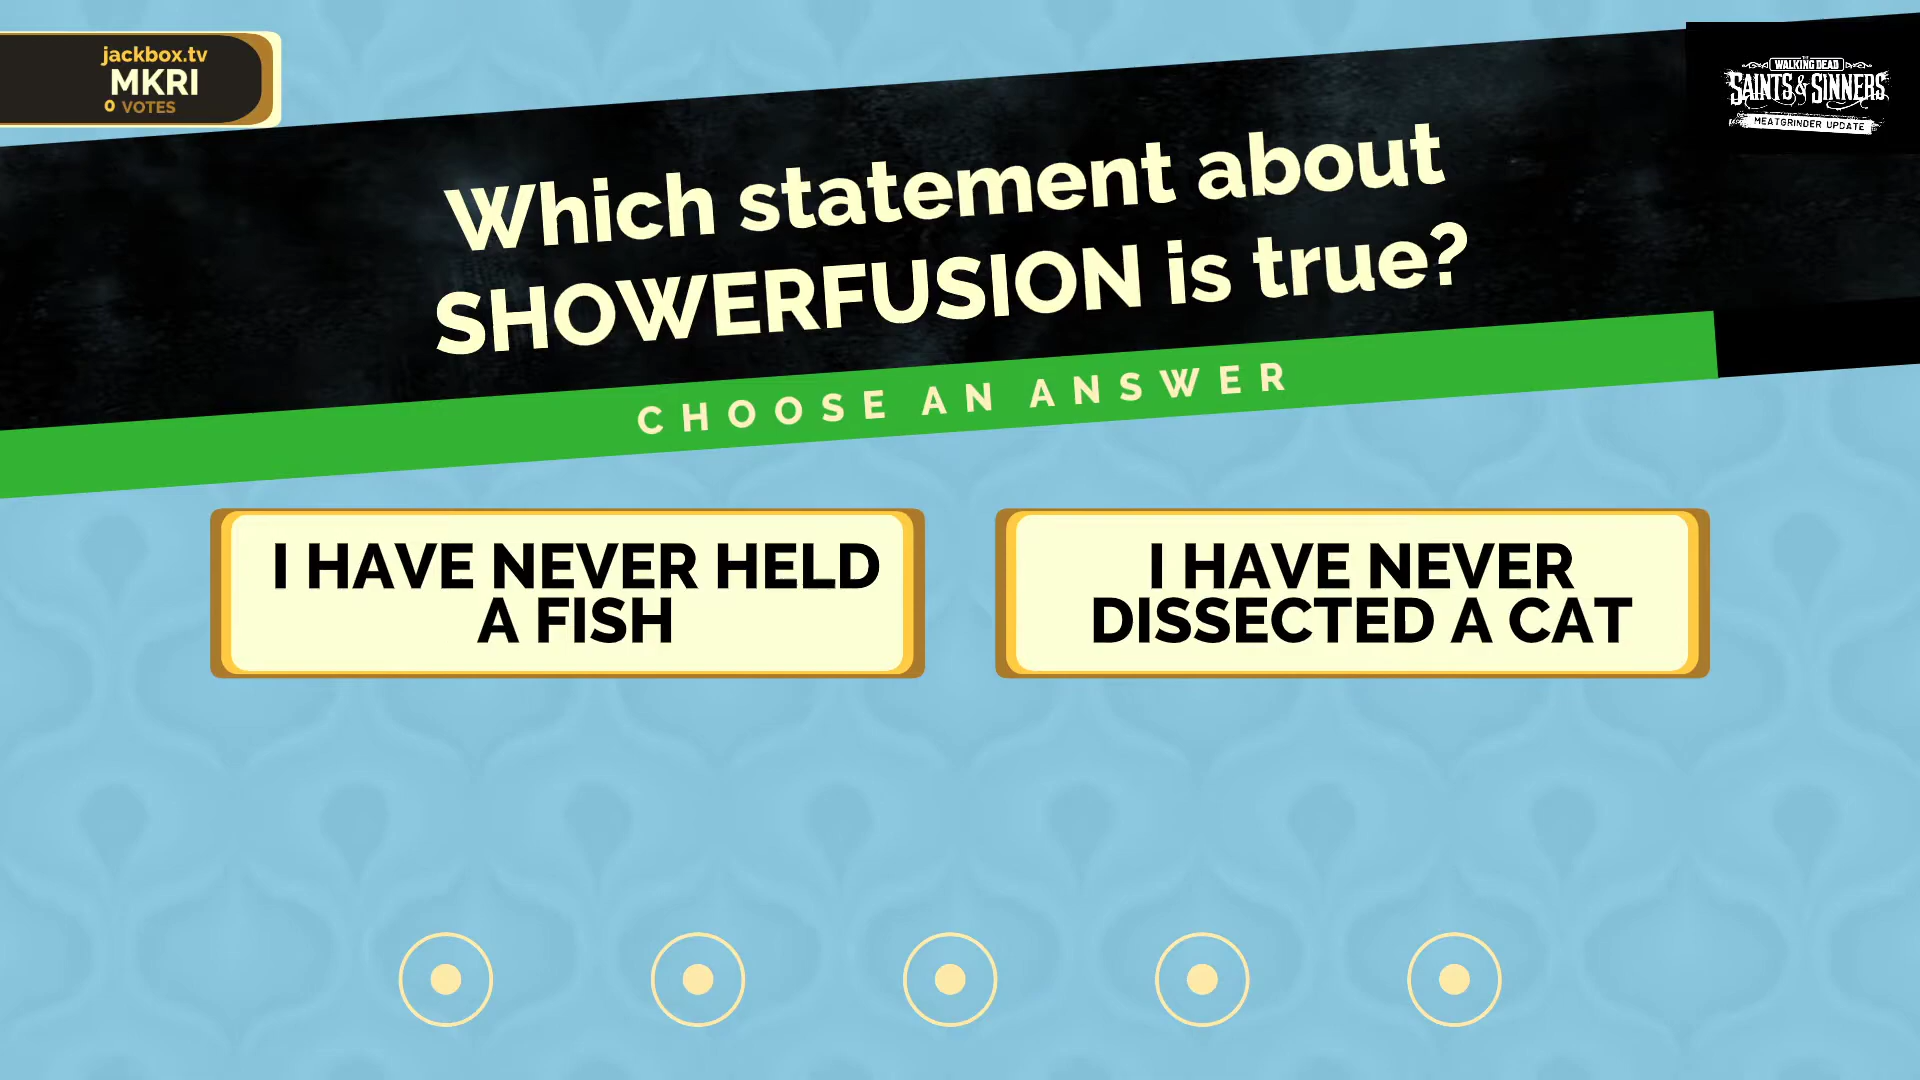 jackbox.tv
MKRI
0 VOTES
WALKING DEAD
SAINTS & SINNERS
MEATGRINDER UPDATE
Which statement about
SHOWERFUSION is true?
CHOOSE AN ANSWER
I HAVE NEVER HELD
A FISH
I HAVE NEVER
DISSECTED A CAT